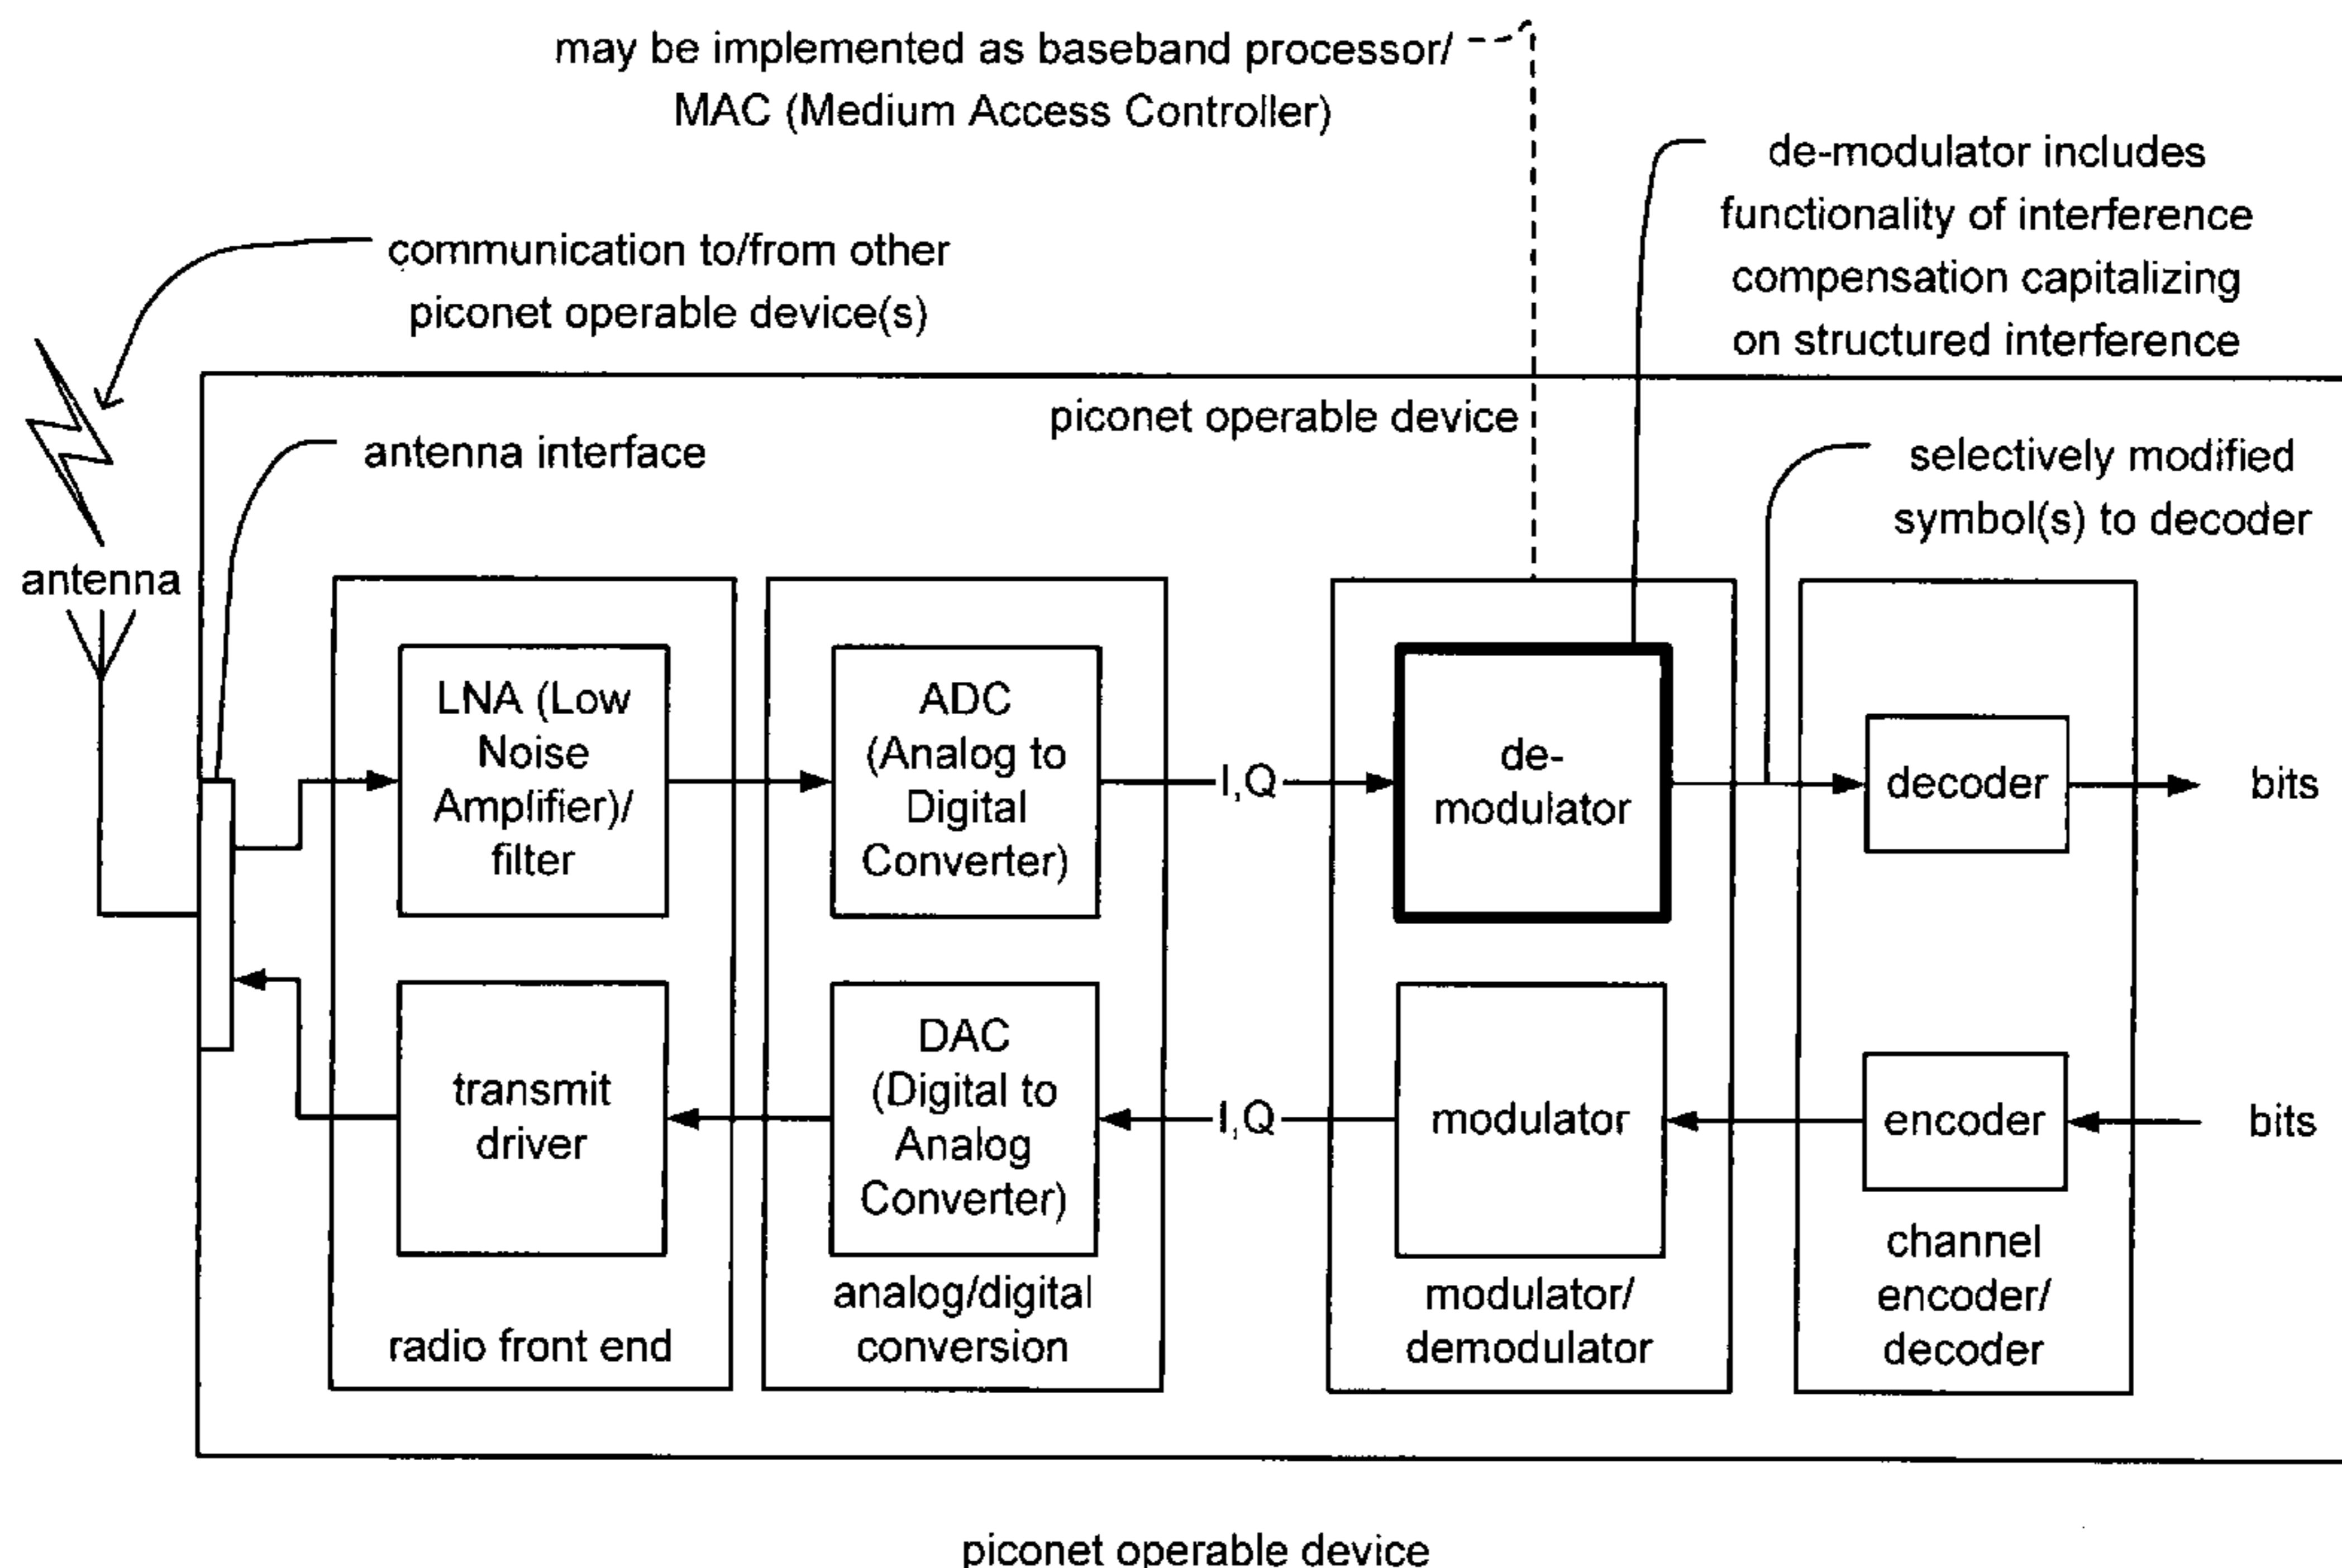 may be implemented as baseband processor/
MAC (Medium Access Controller)
de-modulator includes
functionality of interference
compensation capitalizing
on structured interference
communication to/from other
piconet operable device(s)
piconet operable device
antenna interface
selectively modified
symbol(s) to decoder
antenna
LNA (Low
Noise
Amplifier)/
filter
ADC
(Analog to
Digital
Converter)
I,Q
de-
modulator
decoder
bits
transmit
driver
DAC
(Digital to
Analog
Converter)
I,Q
modulator
encoder
bits
radio front end
analog/digital
conversion
modulator/
demodulator
channel
encoder/
decoder
piconet operable device